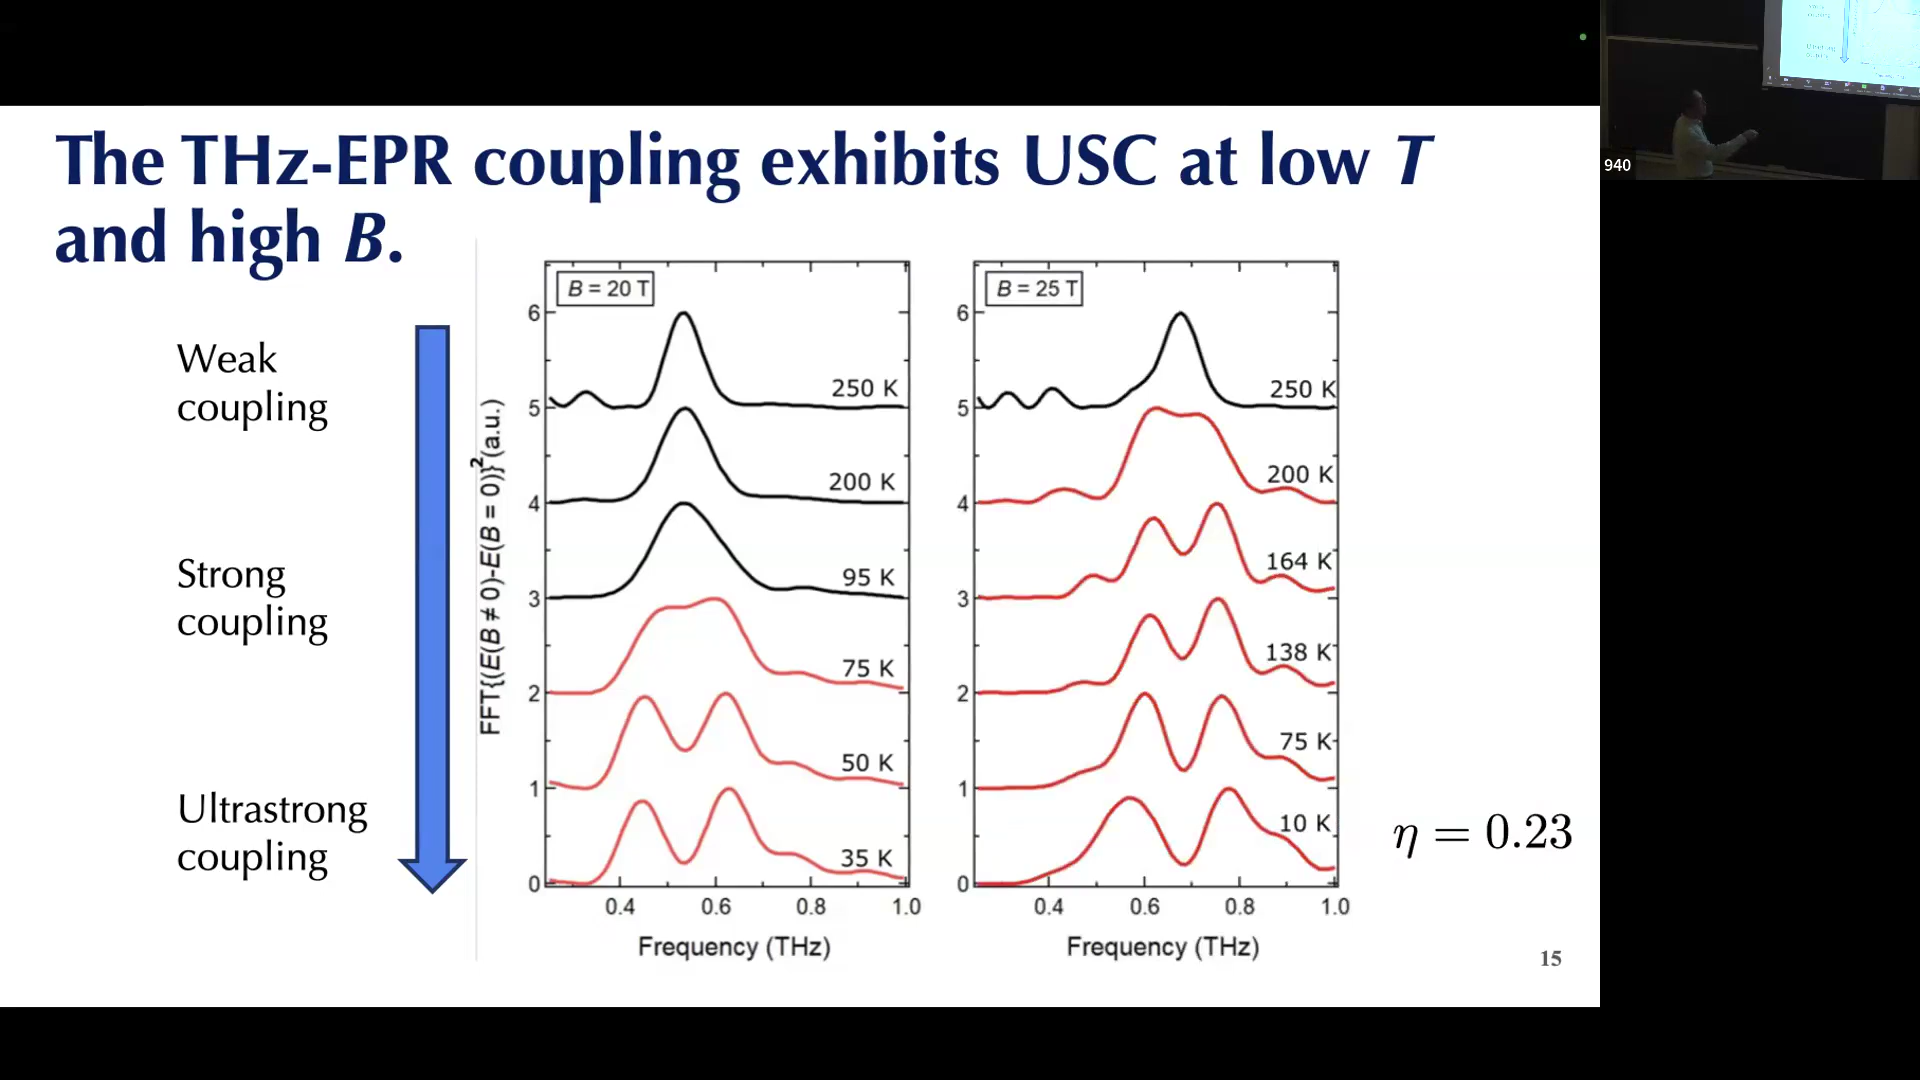 The THz-EPR coupling exhibits USC at low T
and high B.
940
Weak
coupling
Strong
coupling
Ultrastrong
coupling
FFT{(E(B ≠ 0)-E(B = 0)}² (a.u.)
B = 20 T
6
5
4
3
2
1
0
250 K
200 K
95 K
75 K
50 K
35 K
0.4 0.6 0.8 1.0
Frequency (THz)
B = 25 T
6
5
4
3
2
1
0
250 K
200 K
164 K
138 K
75 K
10 K
0.4 0.6 0.8 1.0
Frequency (THz)
η = 0.23
15